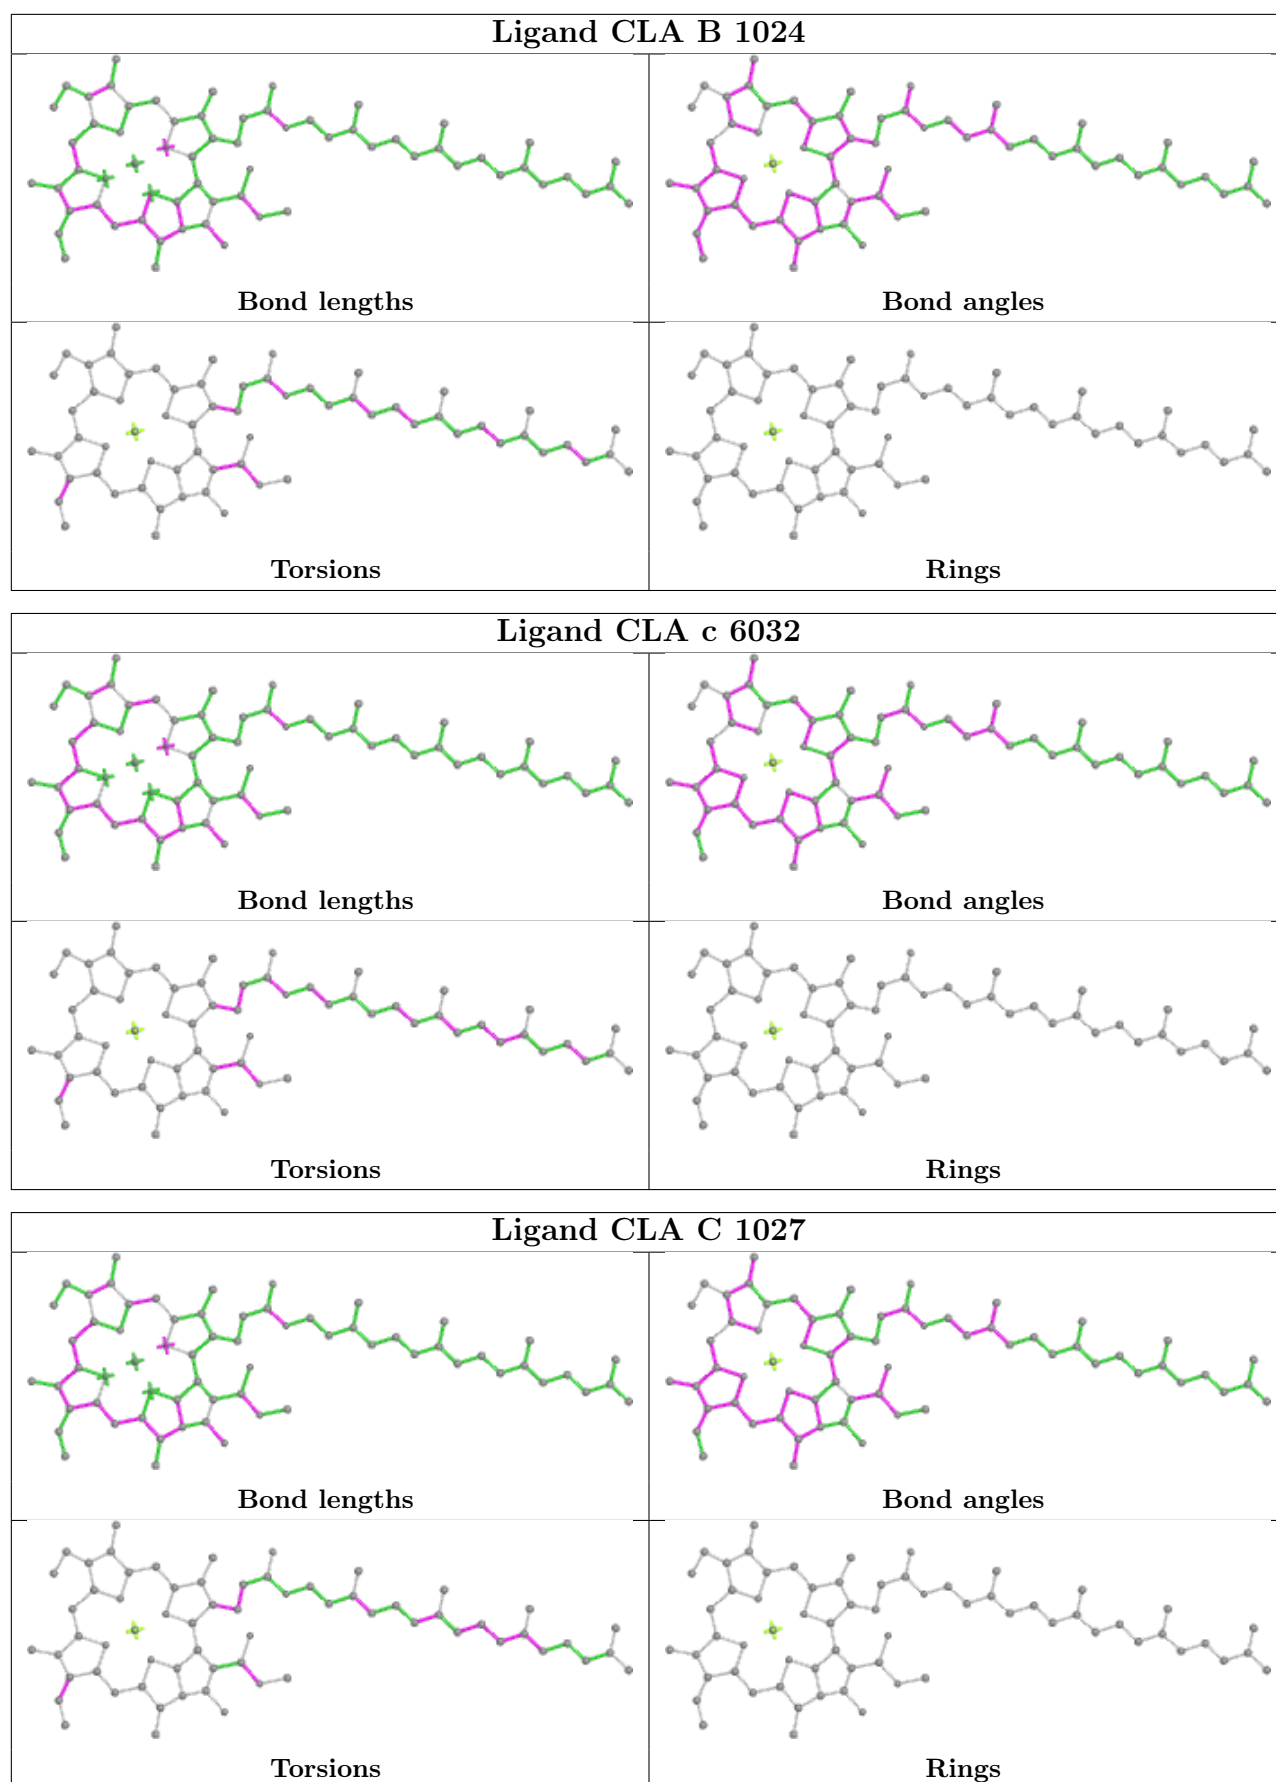 Ligand CLA B 1024
Bond lengths
Bond angles
Torsions
Rings
Ligand CLA c 6032
Bond lengths
Bond angles
Torsions
Rings
Ligand CLA C 1027
Bond lengths
Bond angles
Torsions
Rings